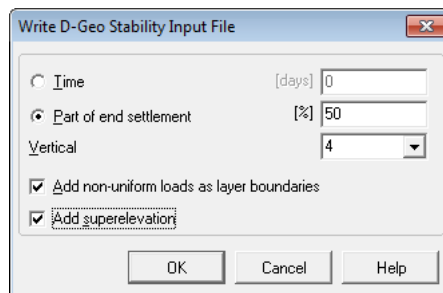 Write D-Geo Stability Input File
Time [days] 0
Part of end settlement [%] 50
Vertical 4
Add non-uniform loads as layer boundaries
Add superelevation
OK Cancel Help